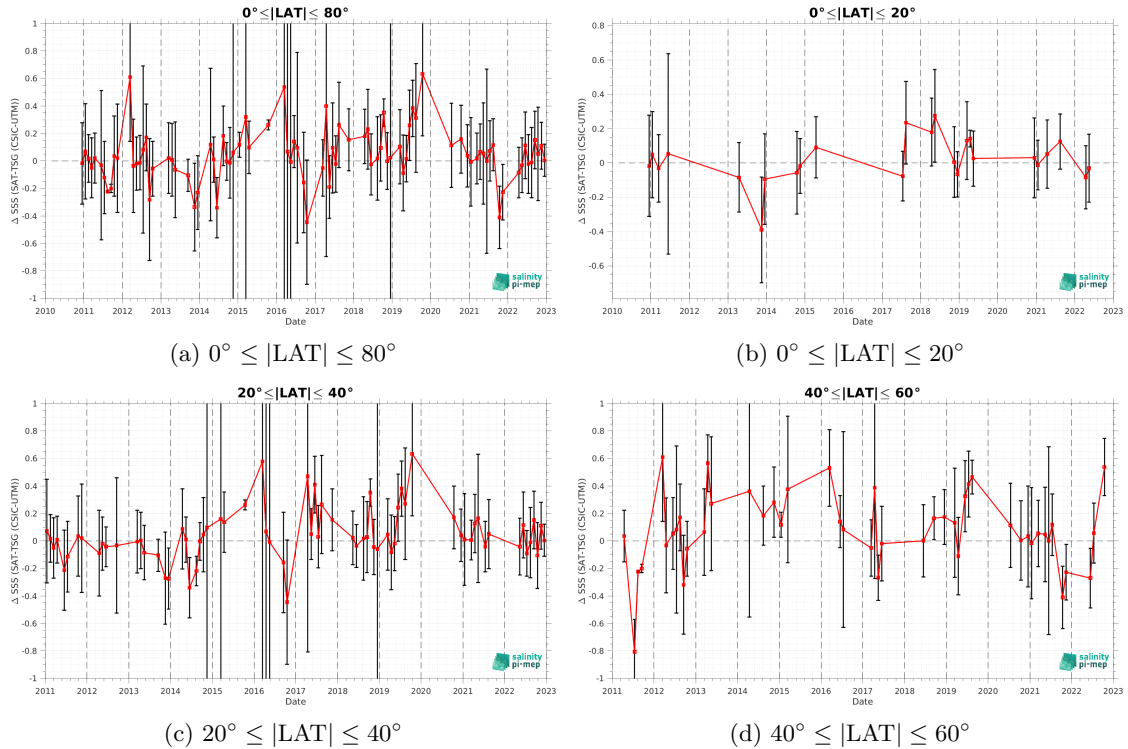 0°≤|LAT|≤ 80°
Δ SSS (SAT-TSG (CSIC-UTM))
1
0.8
0.6
0.4
0.2
0
-0.2
-0.4
-0.6
-0.8
-1
2010 2011 2012 2013 2014 2015 2016 2017 2018 2019 2020 2021 2022 2023
Date
salinity
pi-mep
(a) 0° ≤ |LAT| ≤ 80°
0°≤|LAT|≤ 20°
Δ SSS (SAT-TSG (CSIC-UTM))
0.8
0.6
0.4
0.2
0
-0.2
-0.4
-0.6
2010 2011 2012 2013 2014 2015 2016 2017 2018 2019 2020 2021 2022 2023
Date
salinity
pi-mep
(b) 0° ≤ |LAT| ≤ 20°
20°≤|LAT|≤ 40°
Δ SSS (SAT-TSG (CSIC-UTM))
1
0.8
0.6
0.4
0.2
0
-0.2
-0.4
-0.6
-0.8
-1
2011 2012 2013 2014 2015 2016 2017 2018 2019 2020 2021 2022 2023
Date
salinity
pi-mep
(c) 20° ≤ |LAT| ≤ 40°
40°≤|LAT|≤ 60°
Δ SSS (SAT-TSG (CSIC-UTM))
1
0.8
0.6
0.4
0.2
0
-0.2
-0.4
-0.6
-0.8
-1
2011 2012 2013 2014 2015 2016 2017 2018 2019 2020 2021 2022 2023
Date
salinity
pi-mep
(d) 40° ≤ |LAT| ≤ 60°